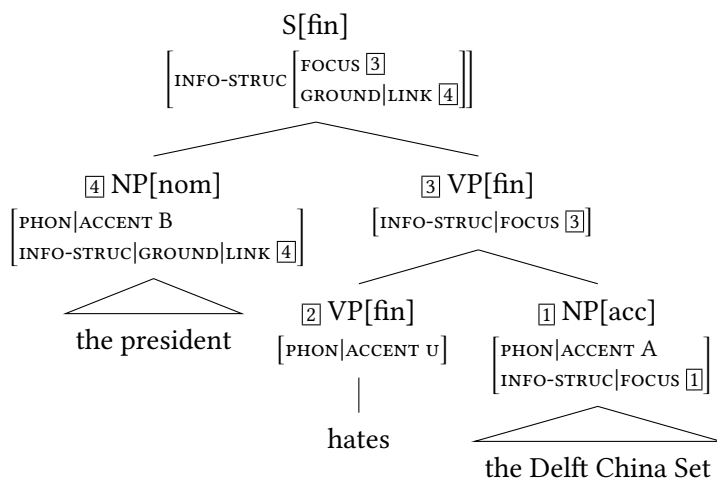 S[fin]
[INFO-STRUC [FOCUS 3
GROUND|LINK 4]]
4 NP[nom]
3 VP[fin]
[PHON|ACCENT B
INFO-STRUC|GROUND|LINK 4]
[INFO-STRUC|FOCUS 3]
the president
2 VP[fin]
1 NP[acc]
[PHON|ACCENT U]
[PHON|ACCENT A
INFO-STRUC|FOCUS 1]
hates
the Delft China Set